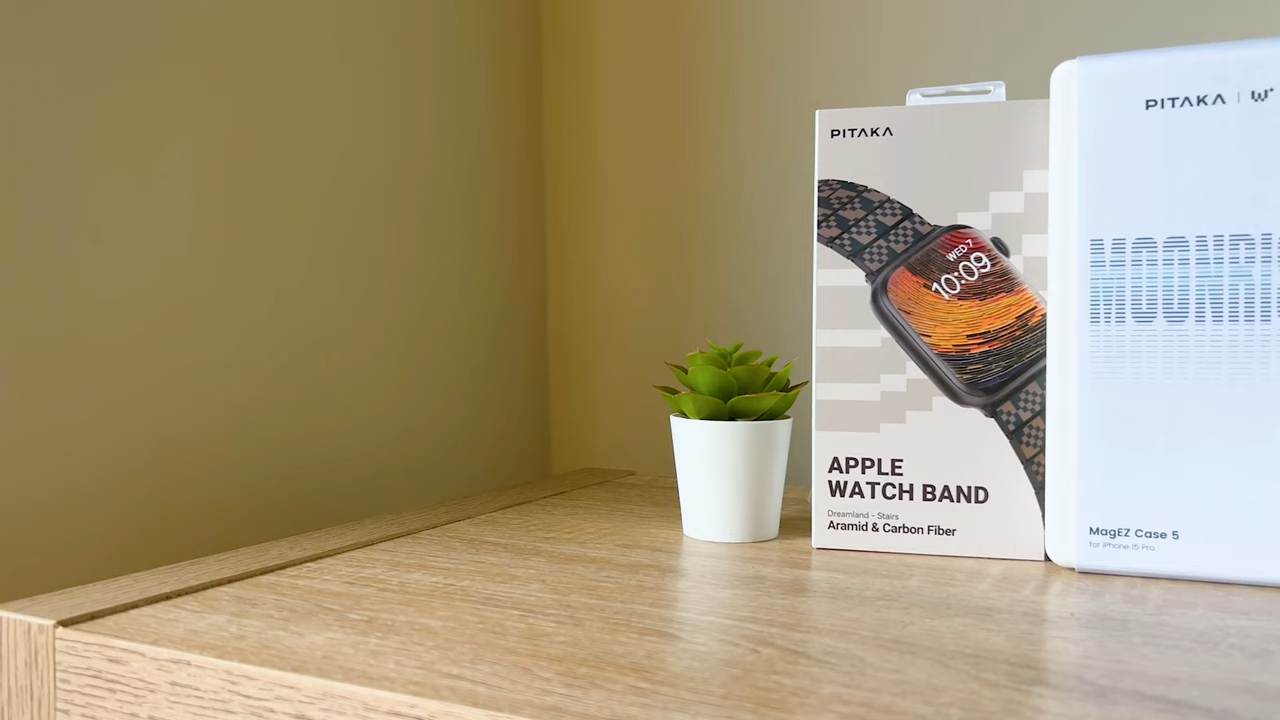 PITAKA
WED 7
10:09
APPLE
WATCH BAND
Dreamland - Stairs
Aramid & Carbon Fiber
PITAKA |
MagEZ Case 5
for iPhone 15 Pro